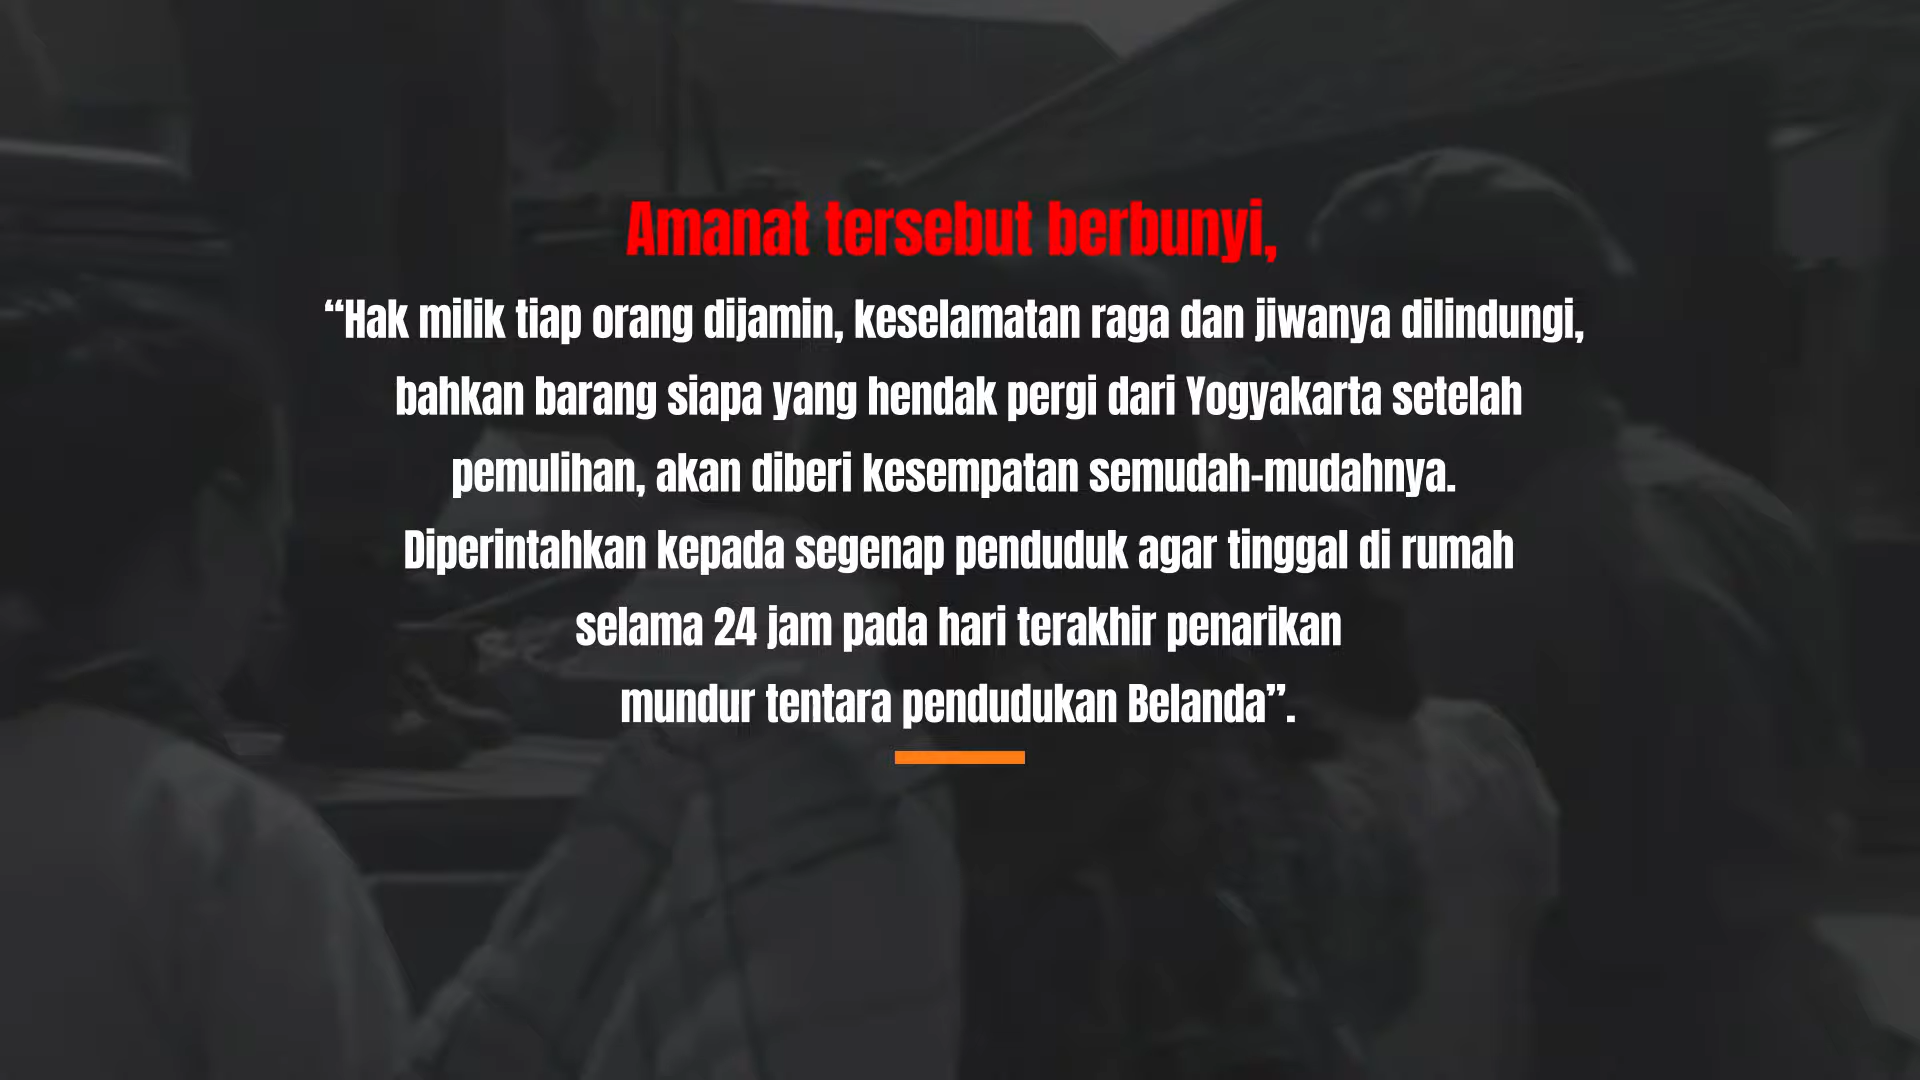 Amanat tersebut berbunyi,
“Hak milik tiap orang dijamin, keselamatan raga dan jiwanya dilindungi,
bahkan barang siapa yang hendak pergi dari Yogyakarta setelah
pemulihan, akan diberi kesempatan semudah-mudahnya.
Diperintahkan kepada segenap penduduk agar tinggal di rumah
selama 24 jam pada hari terakhir penarikan
mundur tentara pendudukan Belanda”.